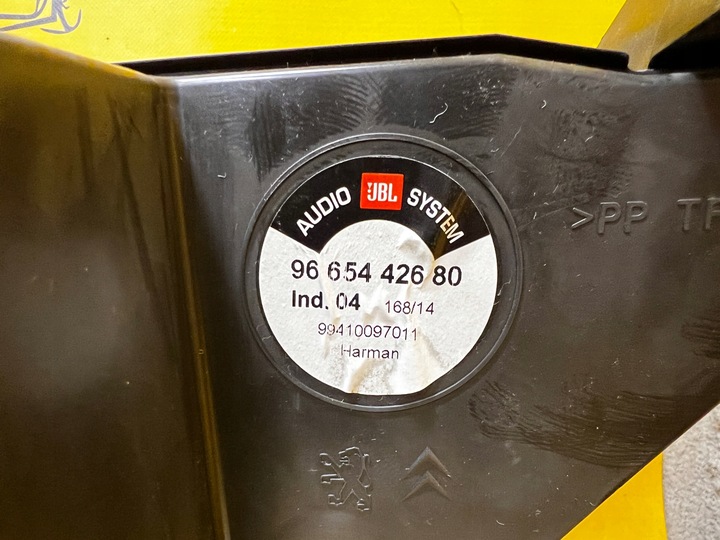 AUDIO JBL SYSTEM
96 654 426 80
Ind. 04 168/14
99410097011
Harman
>PP